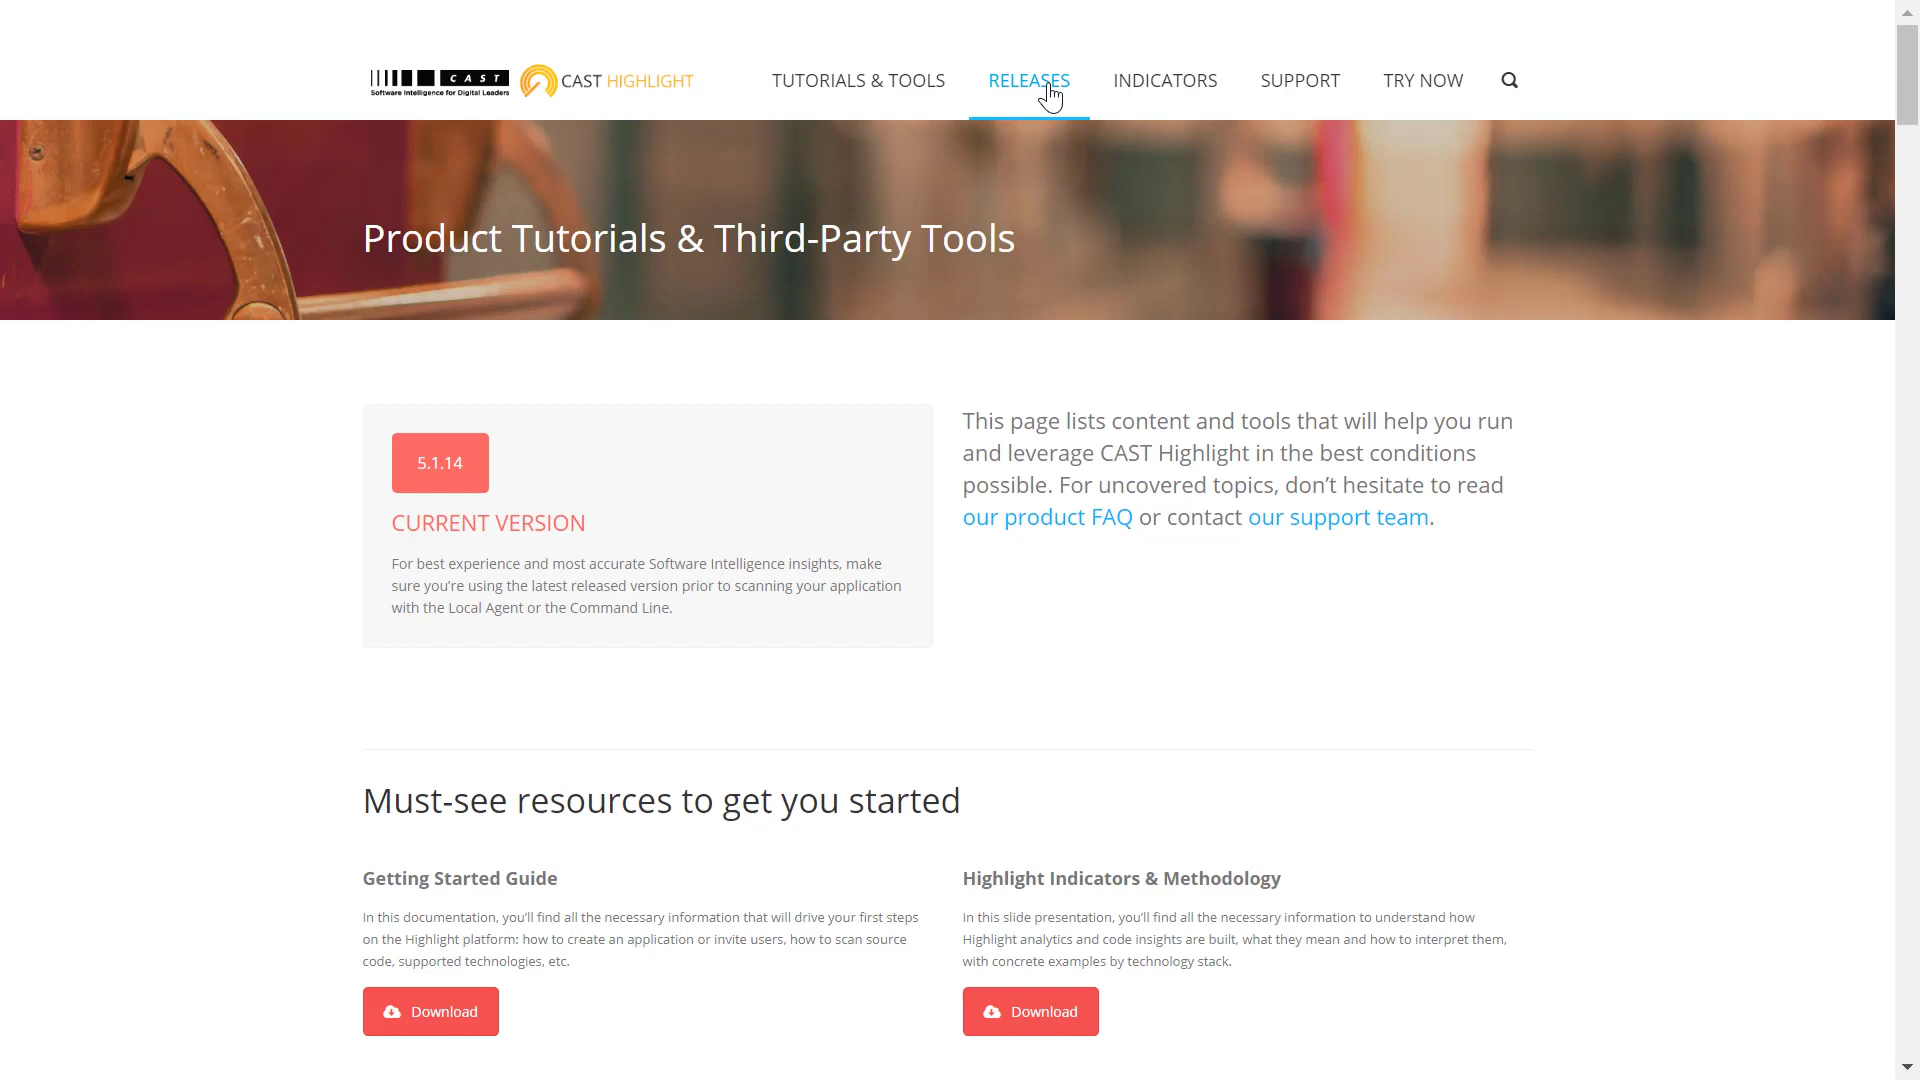 CAST
Software Intelligence for Digital Leaders
CAST HIGHLIGHT
TUTORIALS & TOOLS
RELEASES
INDICATORS
SUPPORT
TRY NOW
Product Tutorials & Third-Party Tools
5.1.14
CURRENT VERSION
For best experience and most accurate Software Intelligence insights, make
sure you’re using the latest released version prior to scanning your application
with the Local Agent or the Command Line.
This page lists content and tools that will help you run
and leverage CAST Highlight in the best conditions
possible. For uncovered topics, don’t hesitate to read
our product FAQ or contact our support team.
Must-see resources to get you started
Getting Started Guide
In this documentation, you’ll find all the necessary information that will drive your first steps
on the Highlight platform: how to create an application or invite users, how to scan source
code, supported technologies, etc.
Download
Highlight Indicators & Methodology
In this slide presentation, you’ll find all the necessary information to understand how
Highlight analytics and code insights are built, what they mean and how to interpret them,
with concrete examples by technology stack.
Download